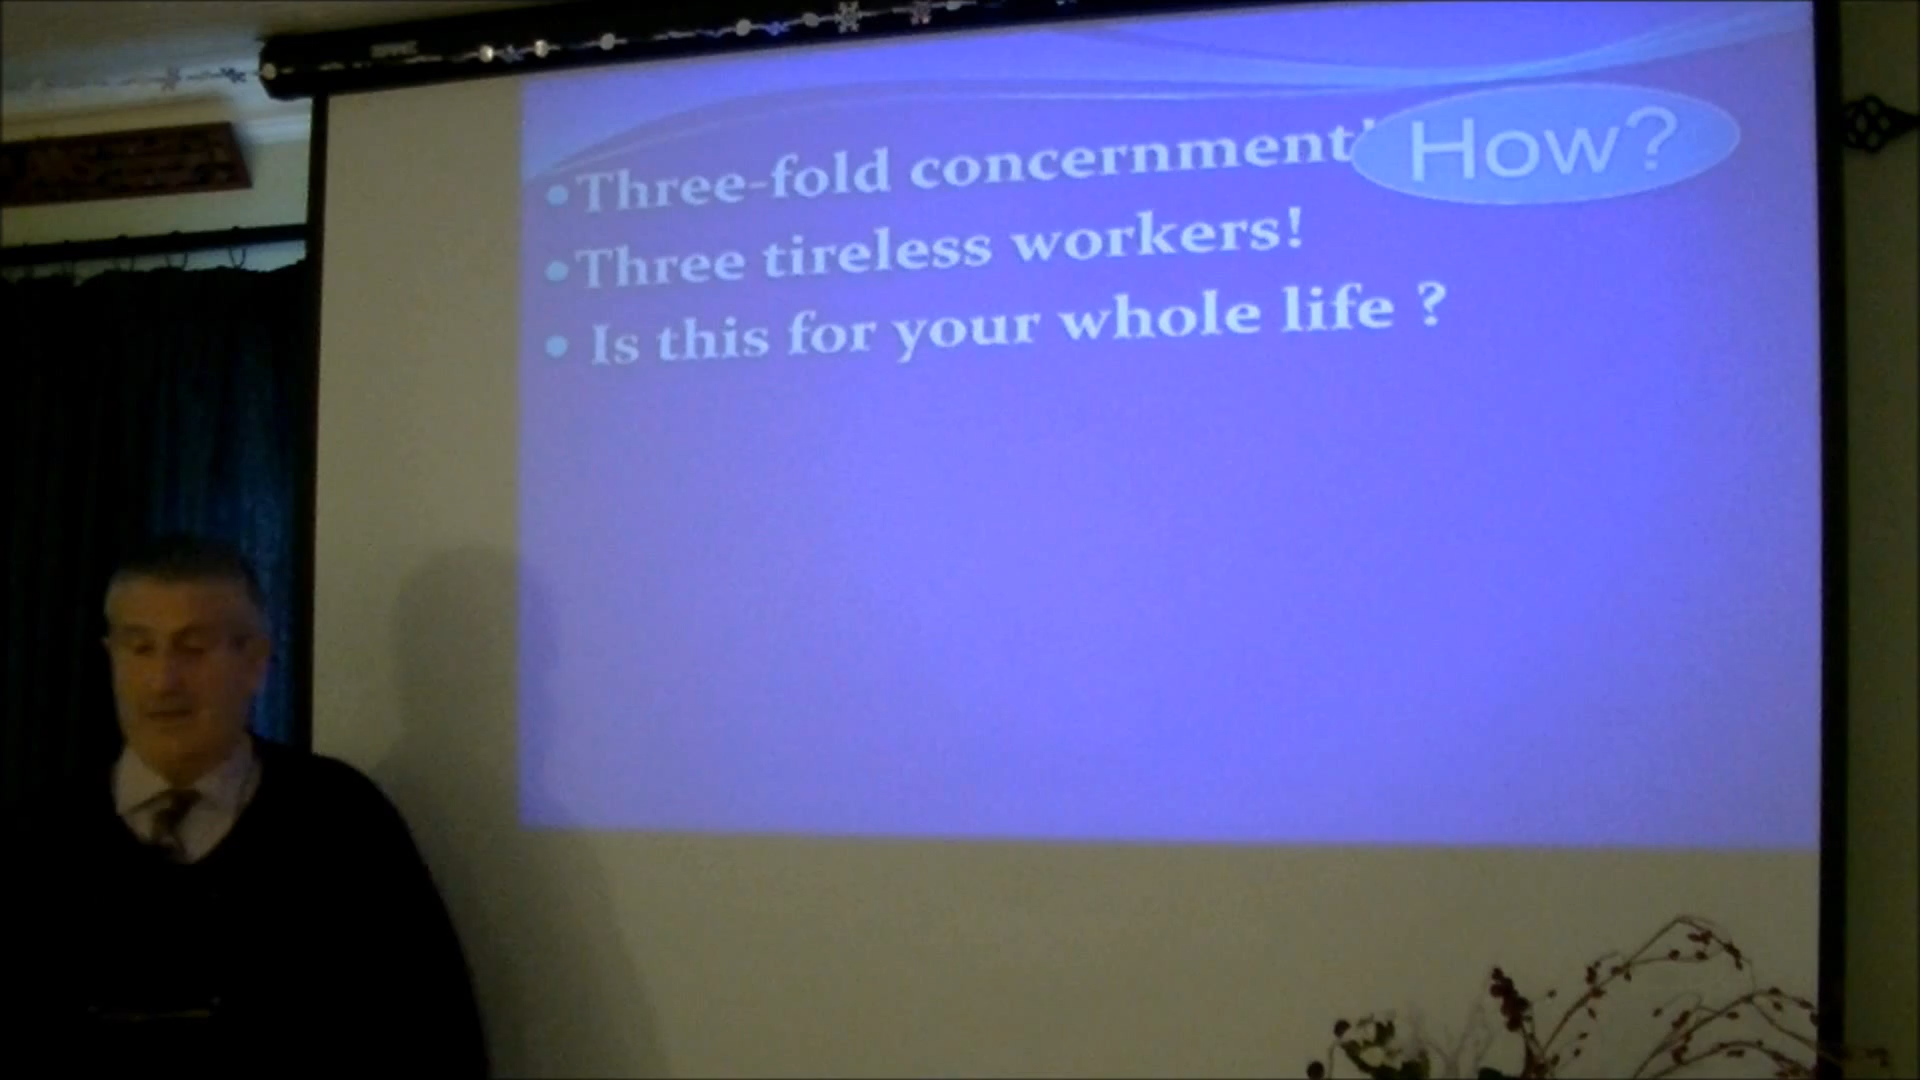 •Three-fold concernment!
How?
•Three tireless workers!
• Is this for your whole life ?